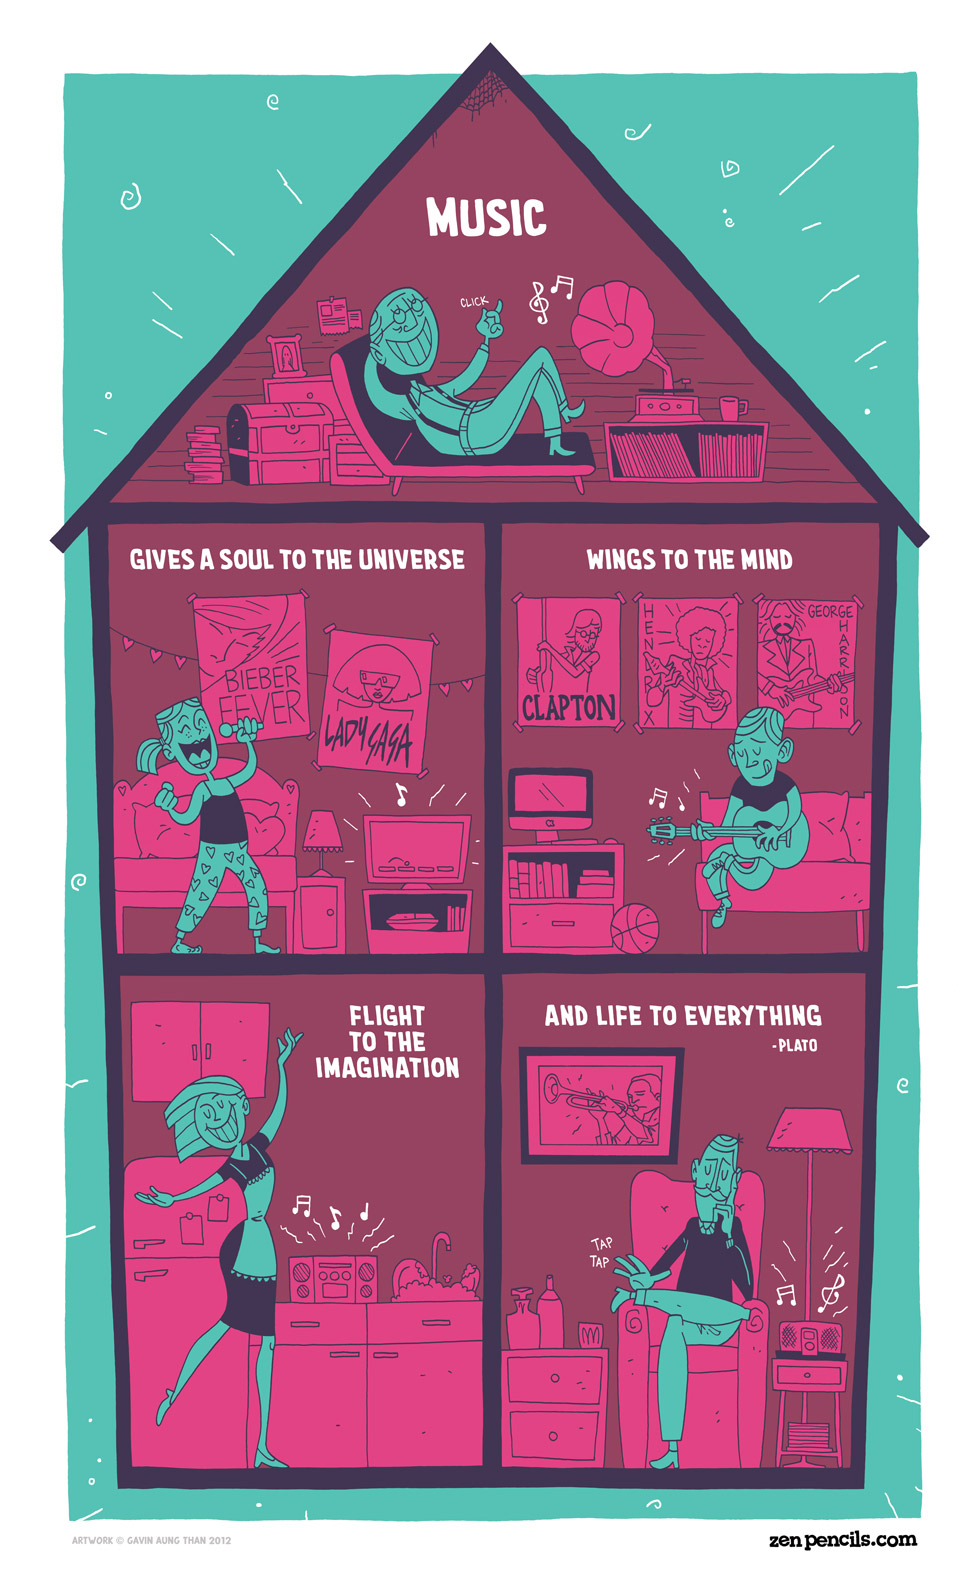 MUSIC
CLICK
GIVES A SOUL TO THE UNIVERSE
BIEBER
FEVER
LADY GAGA
WINGS TO THE MIND
CLAPTON
HENDRIX
GEORGE
HARRISON
FLIGHT
TO THE
IMAGINATION
AND LIFE TO EVERYTHING
-PLATO
TAP
TAP
ARTWORK © GAVIN AUNG THAN 2012
zenpencils.com